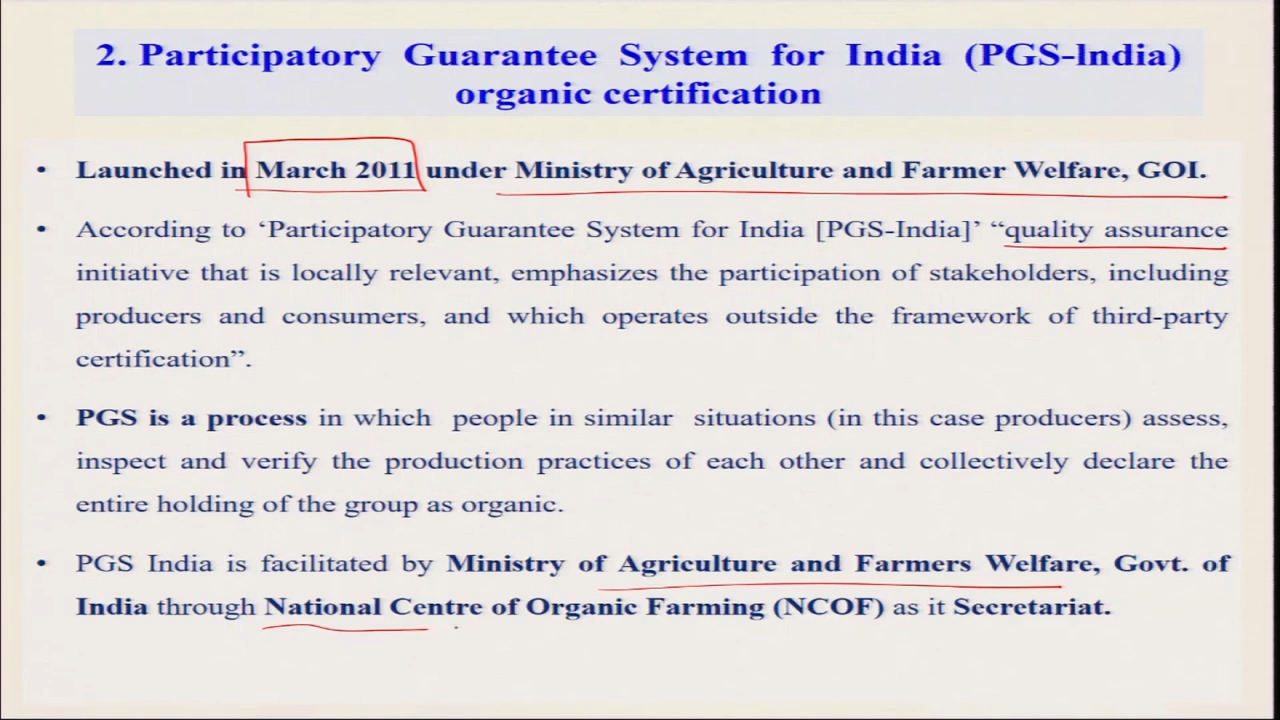 2. Participatory Guarantee System for India (PGS-lndia)
organic certification
• Launched in March 2011 under Ministry of Agriculture and Farmer Welfare, GOI.
• According to ‘Participatory Guarantee System for India [PGS-India]’ “quality assurance
initiative that is locally relevant, emphasizes the participation of stakeholders, including
producers and consumers, and which operates outside the framework of third-party
certification”.
• PGS is a process in which people in similar situations (in this case producers) assess,
inspect and verify the production practices of each other and collectively declare the
entire holding of the group as organic.
• PGS India is facilitated by Ministry of Agriculture and Farmers Welfare, Govt. of
India through National Centre of Organic Farming (NCOF) as it Secretariat.